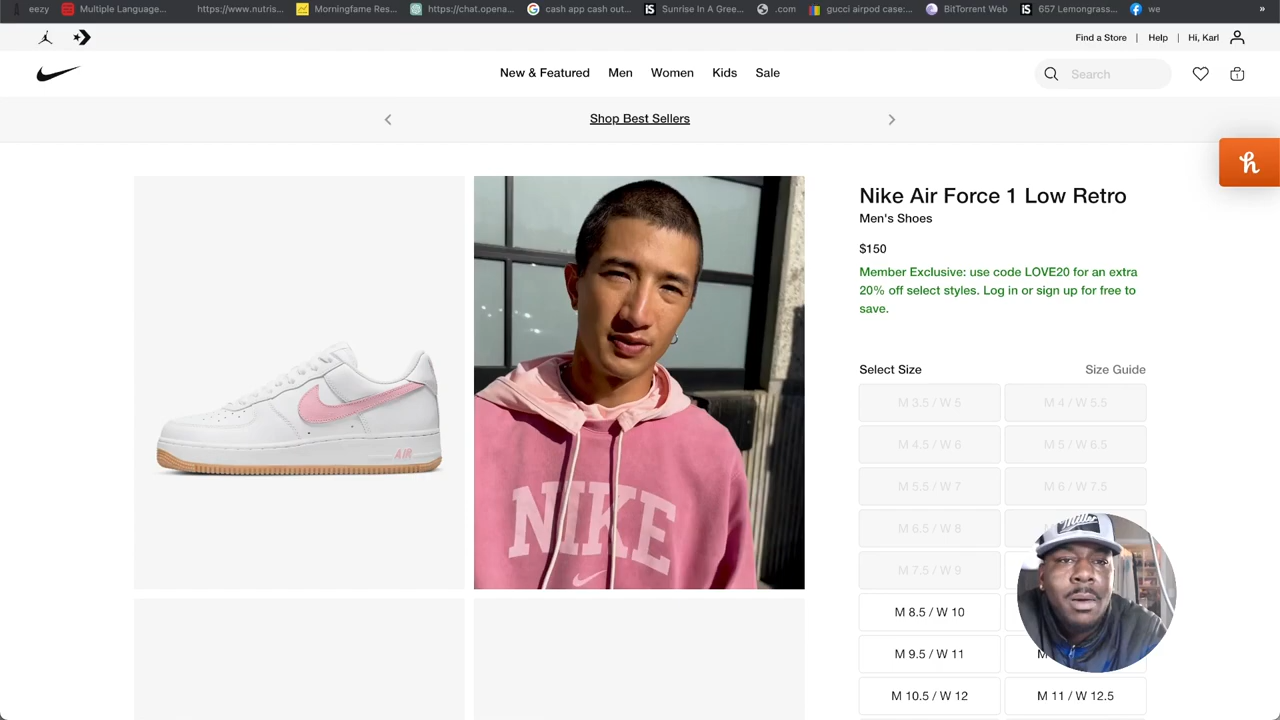 eezy
Multiple Language...
https://www.nutris...
Morningfame Res...
https://chat.opena...
cash app cash out...
Sunrise In A Gree...
.com
gucci airpod case:...
BitTorrent Web
657 Lemongrass...
we
»
Find a Store | Help | Hi, Karl
New & Featured
Men
Women
Kids
Sale
Search
1
Shop Best Sellers
Nike Air Force 1 Low Retro
Men's Shoes
$150
Member Exclusive: use code LOVE20 for an extra
20% off select styles. Log in or sign up for free to
save.
Select Size
Size Guide
M 3.5 / W 5
M 4 / W 5.5
M 4.5 / W 6
M 5 / W 6.5
M 5.5 / W 7
M 6 / W 7.5
M 6.5 / W 8
M 7.5 / W 9
M 8.5 / W 10
M 9.5 / W 11
M 10.5 / W 12
M 11 / W 12.5
AIR
NIKE
Miller